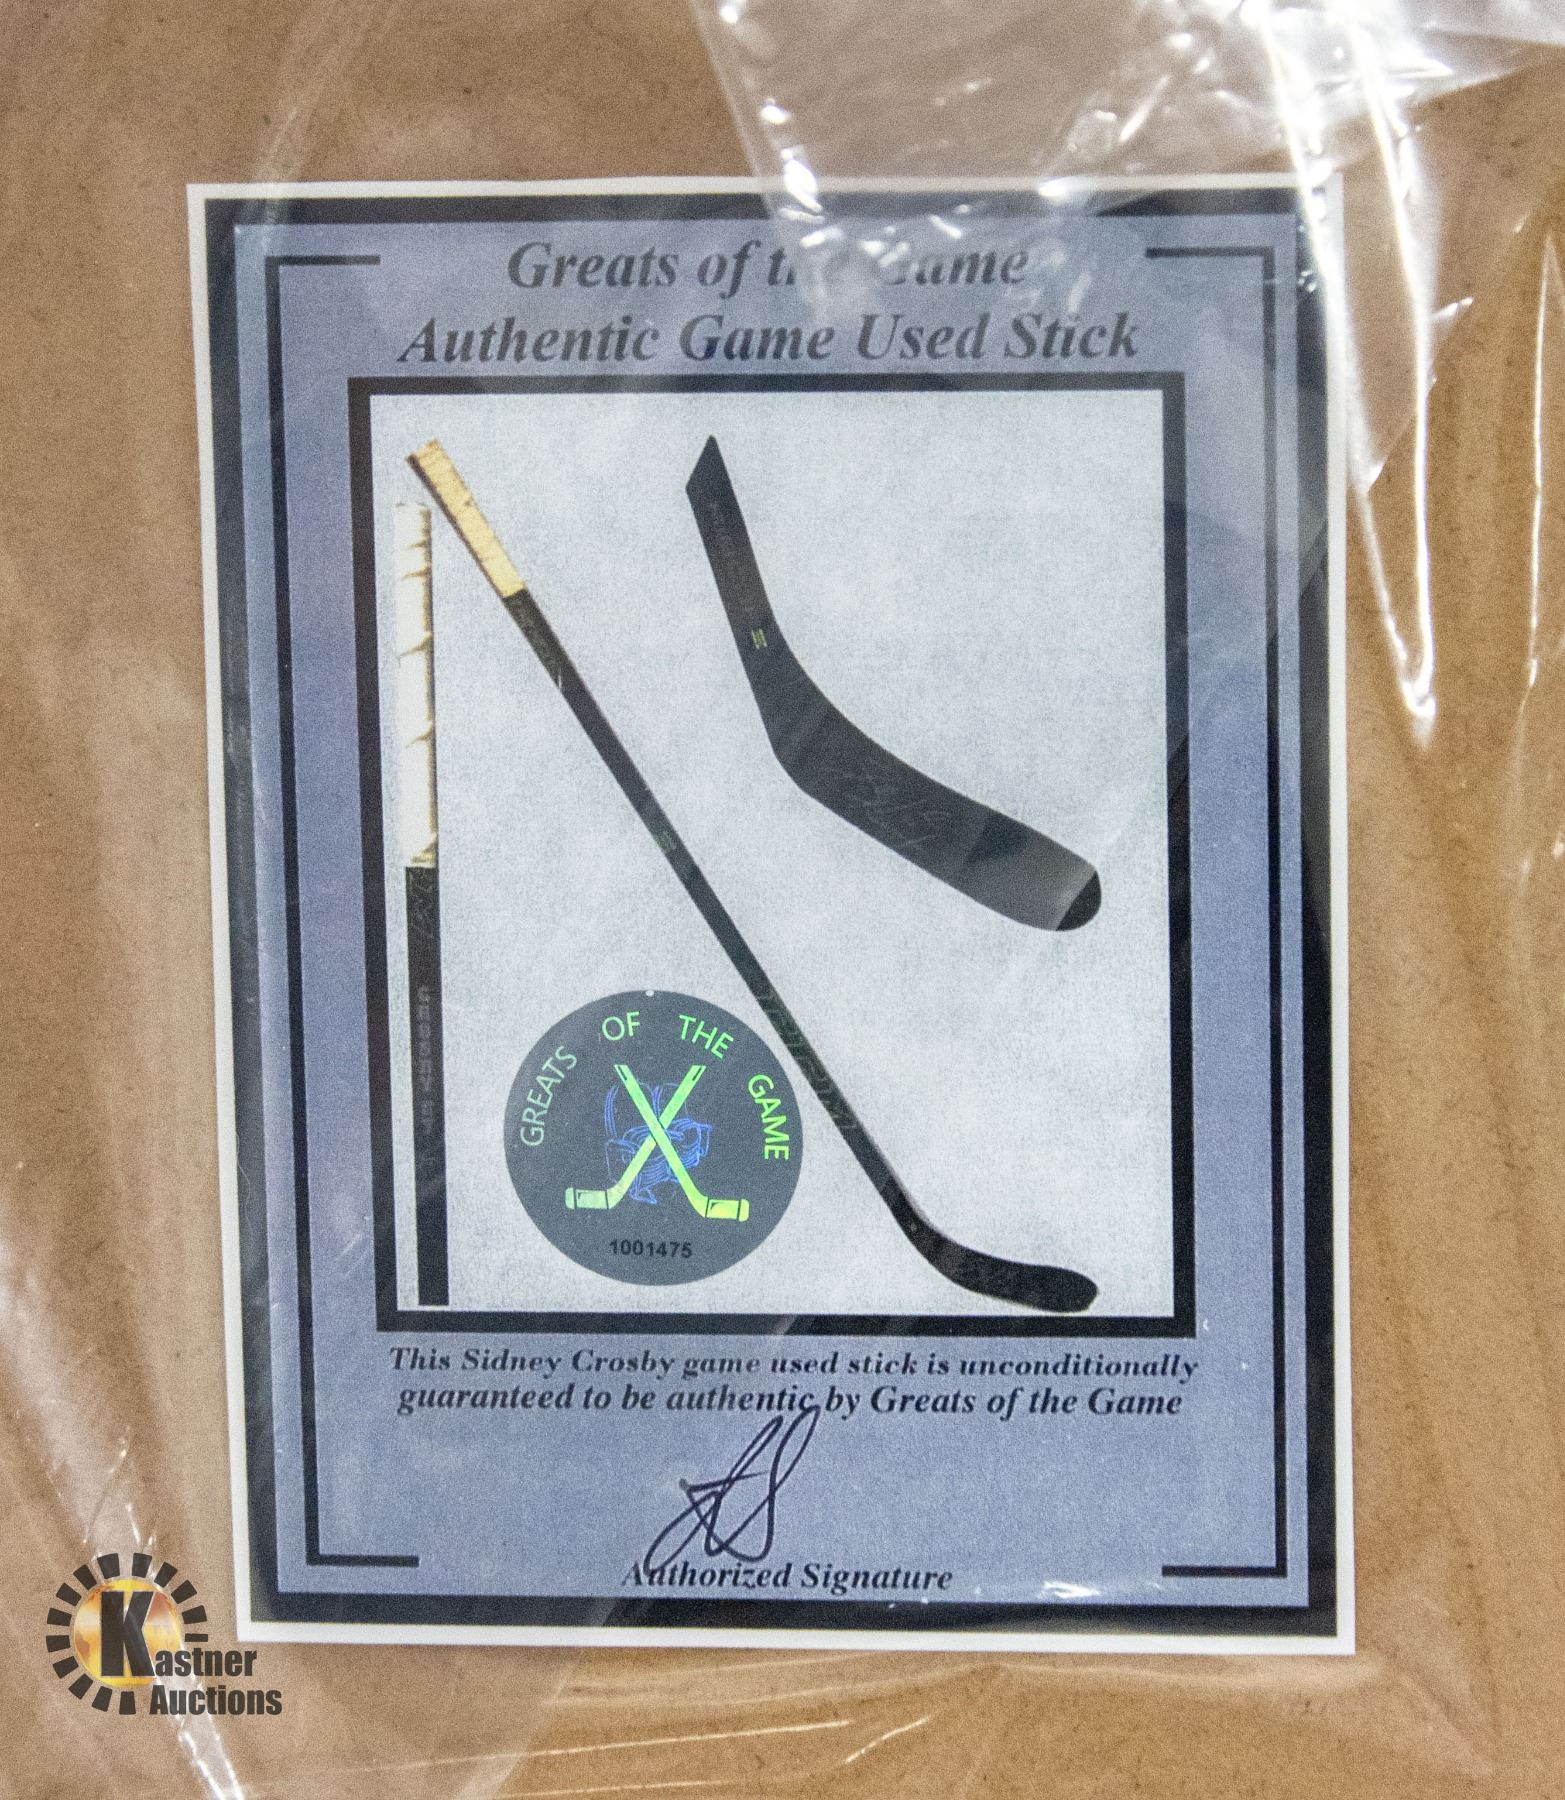 Greats of the Game
Authentic Game Used Stick
GREATS OF THE GAME
1001475
This Sidney Crosby game used stick is unconditionally
guaranteed to be authentic by Greats of the Game
Authorized Signature
Kastner
Auctions